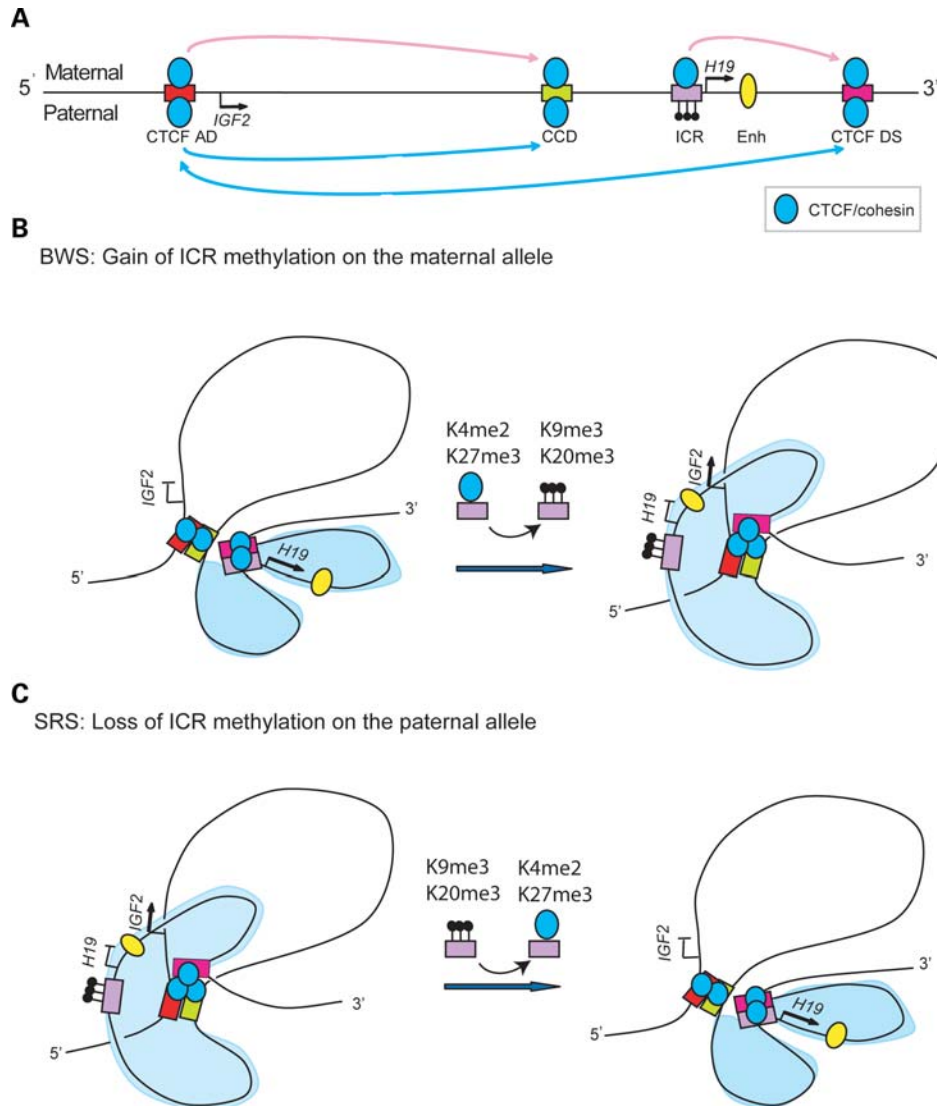 A
5' Maternal H19 3'
Paternal IGF2
CTCF AD CCD ICR Enh CTCF DS
CTCF/cohesin
B
BWS: Gain of ICR methylation on the maternal allele
K4me2 K9me3
K27me3 K20me3
IGF2
H19
3'
5'
IGF2
H19
3'
5'
C
SRS: Loss of ICR methylation on the paternal allele
K9me3 K4me2
K20me3 K27me3
IGF2
H19
3'
5'
IGF2
3'
H19
5'